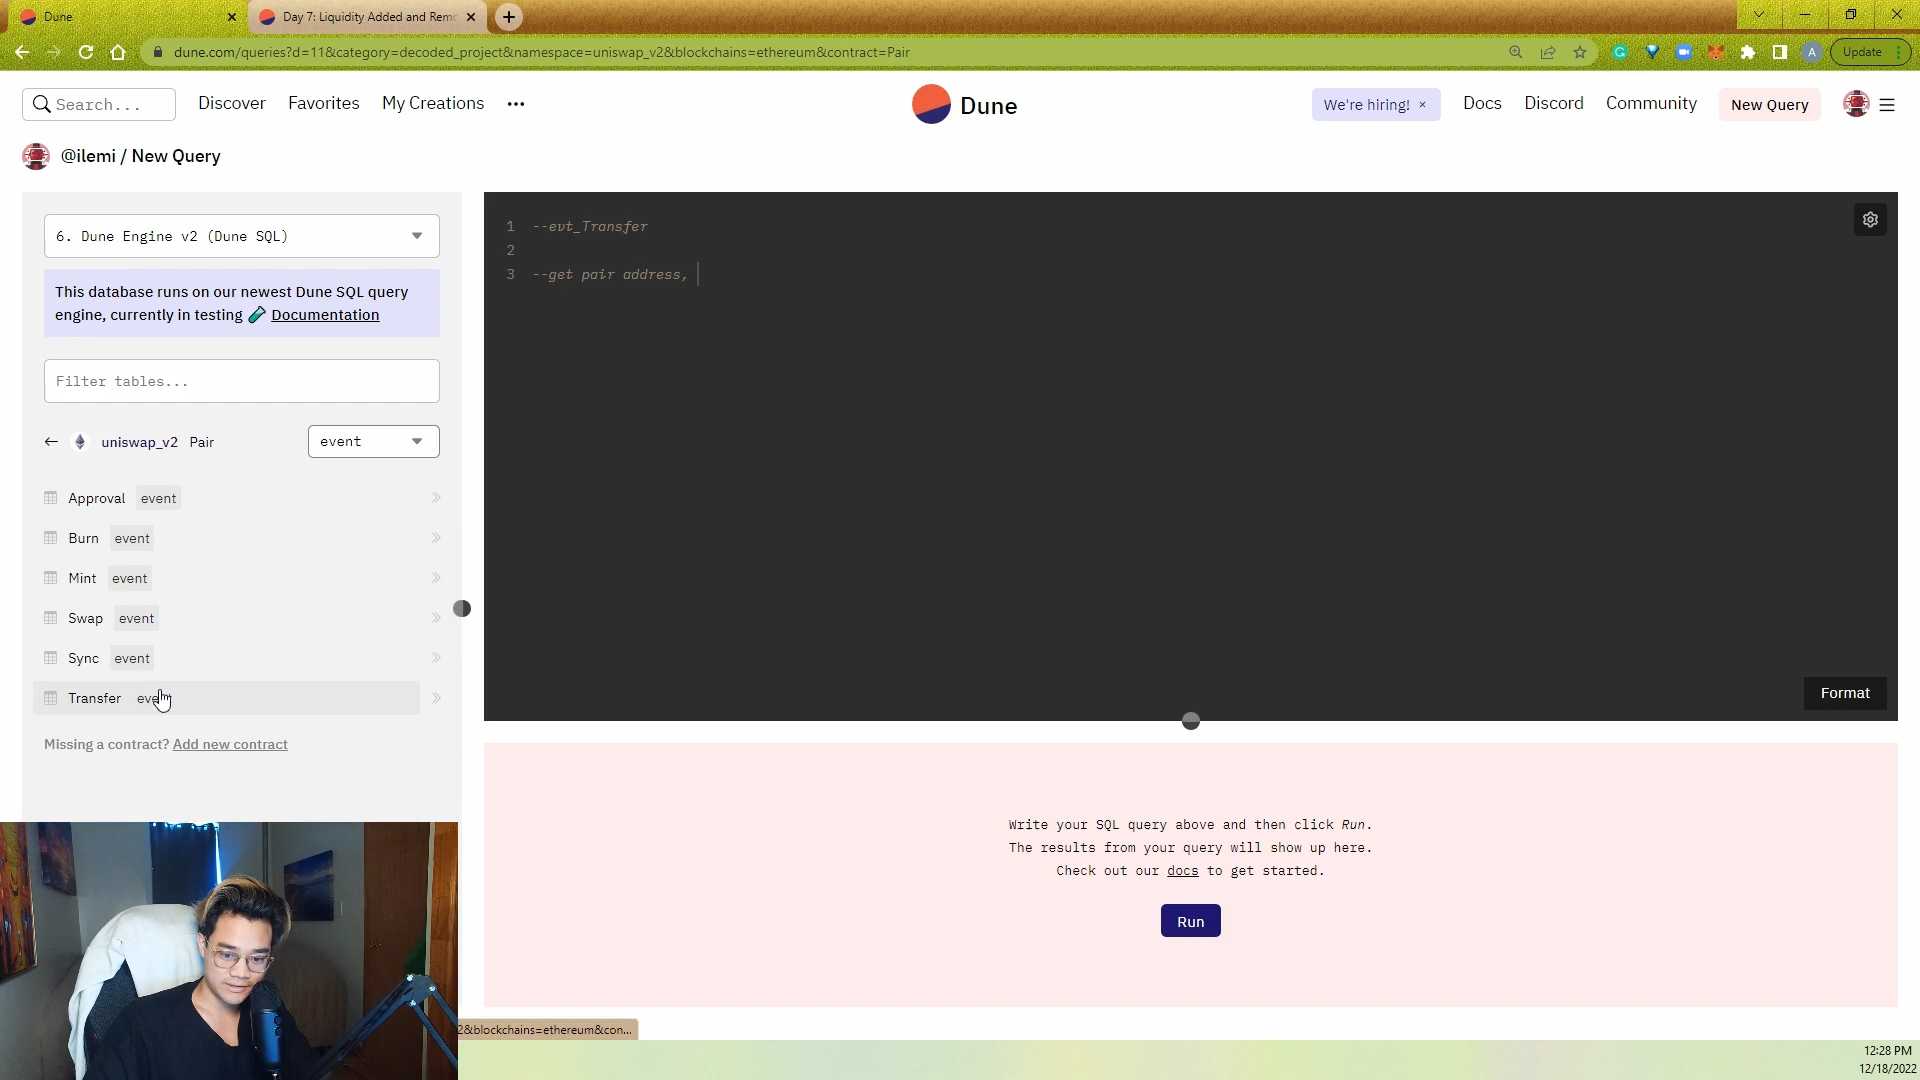 Dune
Day 7: Liquidity Added and Remo
dune.com/queries?d=11&category=decoded_project&namespace=uniswap_v2&blockchains=ethereum&contract=Pair
A
Update
Search...
Discover
Favorites
My Creations
Dune
We're hiring! ×
Docs
Discord
Community
New Query
@ilemi / New Query
6. Dune Engine v2 (Dune SQL)
This database runs on our newest Dune SQL query
engine, currently in testing 🧪 Documentation
Filter tables...
uniswap_v2 Pair
event
Approval event
Burn event
Mint event
Swap event
Sync event
Transfer event
Missing a contract? Add new contract
1 --evt_Transfer
2
3 --get pair address,
Format
Write your SQL query above and then click Run.
The results from your query will show up here.
Check out our docs to get started.
Run
2&blockchains=ethereum&con...
12:28 PM
12/18/2022